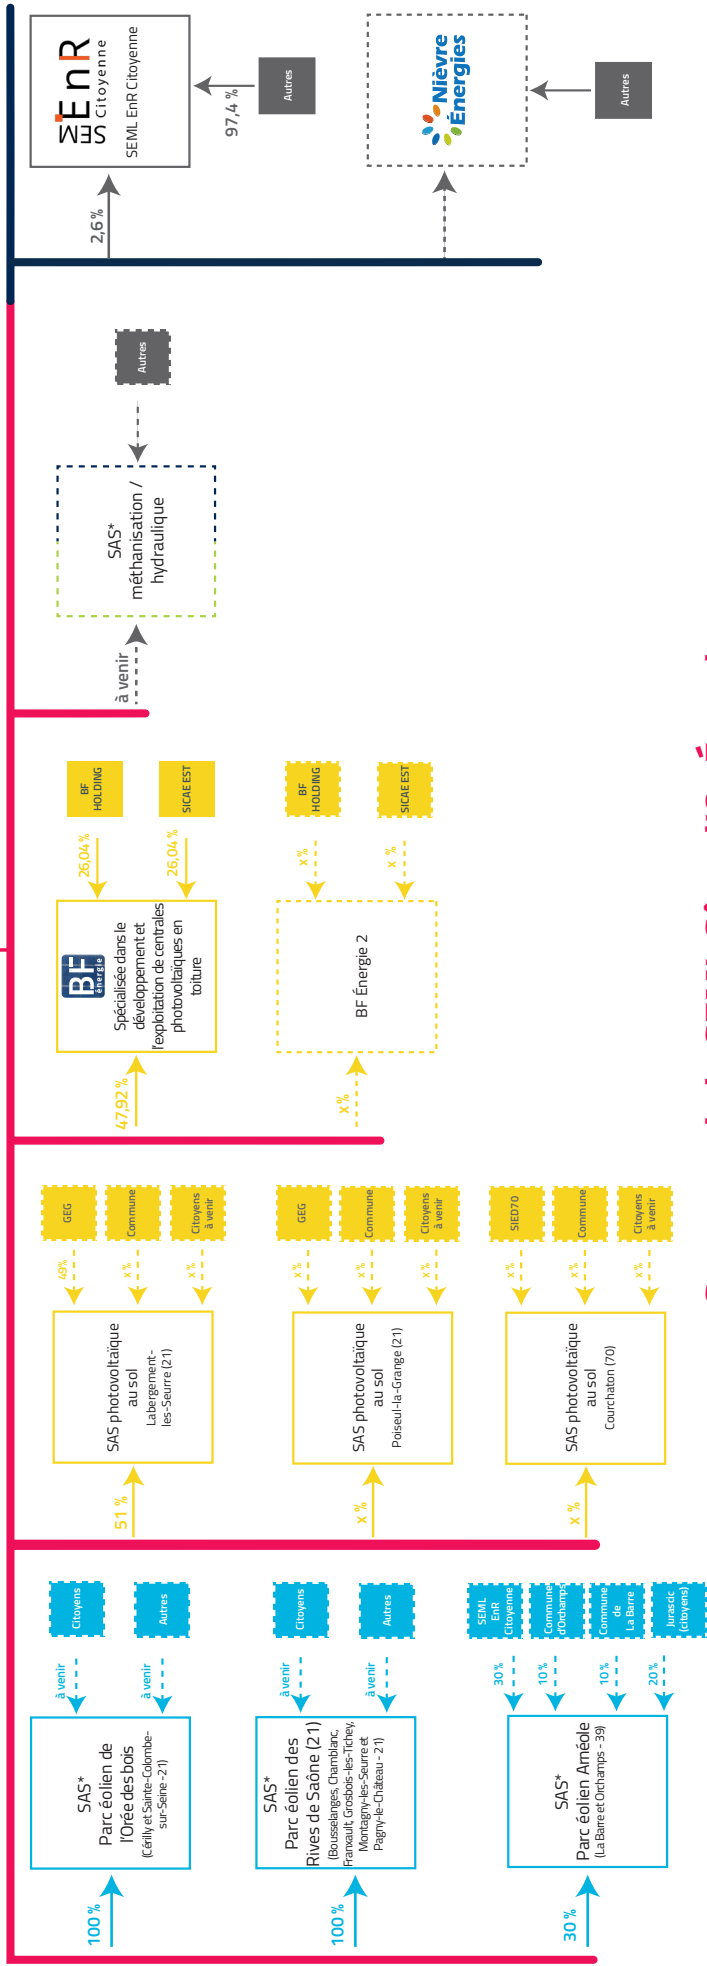 100 %
SAS*
Parc éolien de
l'Orée des bois
(Cérilly et Sainte-Colombe-
sur-Seine - 21)
à venir
Citoyens
à venir
Autres
100 %
SAS*
Parc éolien des
Rives de Saône (21)
(Bousselanges, Chamblanc,
Franxault, Grosbois-les-Tichey,
Montagny-les-Seurre et
Pagny-le-Château - 21)
à venir
Citoyens
à venir
Autres
30 %
SAS*
Parc éolien Améole
(La Barre et Orchamps - 39)
30 %
SEML
EnR
Citoyenne
10 %
Commune
d'Orchamps
10 %
Commune
de
La Barre
20 %
Jurascic
(citoyens)
51 %
SAS photovoltaïque
au sol
Labergement-
les-Seurre (21)
49%
GEG
x %
Commune
x %
Citoyens
à venir
x %
SAS photovoltaïque
au sol
Poiseul-la-Grange (21)
x %
GEG
x %
Commune
x %
Citoyens
à venir
x %
SAS photovoltaïque
au sol
Courchaton (70)
x %
SIED70
x %
Commune
x %
Citoyens
à venir
47,92 %
BF
énergie
Spécialisée dans le
développement et
l'exploitation de centrales
photovoltaïques en
toiture
26,04 %
BF
HOLDING
26,04 %
SICAE EST
x %
BF Énergie 2
x %
BF
HOLDING
x %
SICAE EST
à venir
SAS*
méthanisation /
hydraulique
Autres
2,6 %
SEM EnR
Citoyenne
SEML EnR Citoyenne
97,4 %
Autres
Nièvre
Énergies
Autres